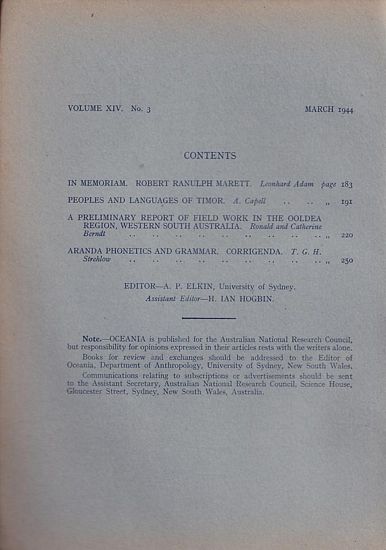 VOLUME XIV. No. 3 MARCH 1944
CONTENTS
IN MEMORIAM. ROBERT RANULPH MARETT. Leonhard Adam page 183
PEOPLES AND LANGUAGES OF TIMOR. A. Capell .. .. „ 191
A PRELIMINARY REPORT OF FIELD WORK IN THE OOLDEA
REGION, WESTERN SOUTH AUSTRALIA. Ronald and Catherine
Berndt .. .. .. .. .. .. .. .. „ 220
ARANDA PHONETICS AND GRAMMAR. CORRIGENDA. T. G. H.
Strehlow .. .. .. .. .. .. .. .. „ 250
EDITOR—A. P. ELKIN, University of Sydney.
Assistant Editor—H. IAN HOGBIN.
Note.—OCEANIA is published for the Australian National Research Council,
but responsibility for opinions expressed in their articles rests with the writers alone.
Books for review and exchanges should be addressed to the Editor of
Oceania, Department of Anthropology, University of Sydney, New South Wales.
Communications relating to subscriptions or advertisements should be sent
to the Assistant Secretary, Australian National Research Council, Science House,
Gloucester Street, Sydney, New South Wales, Australia.